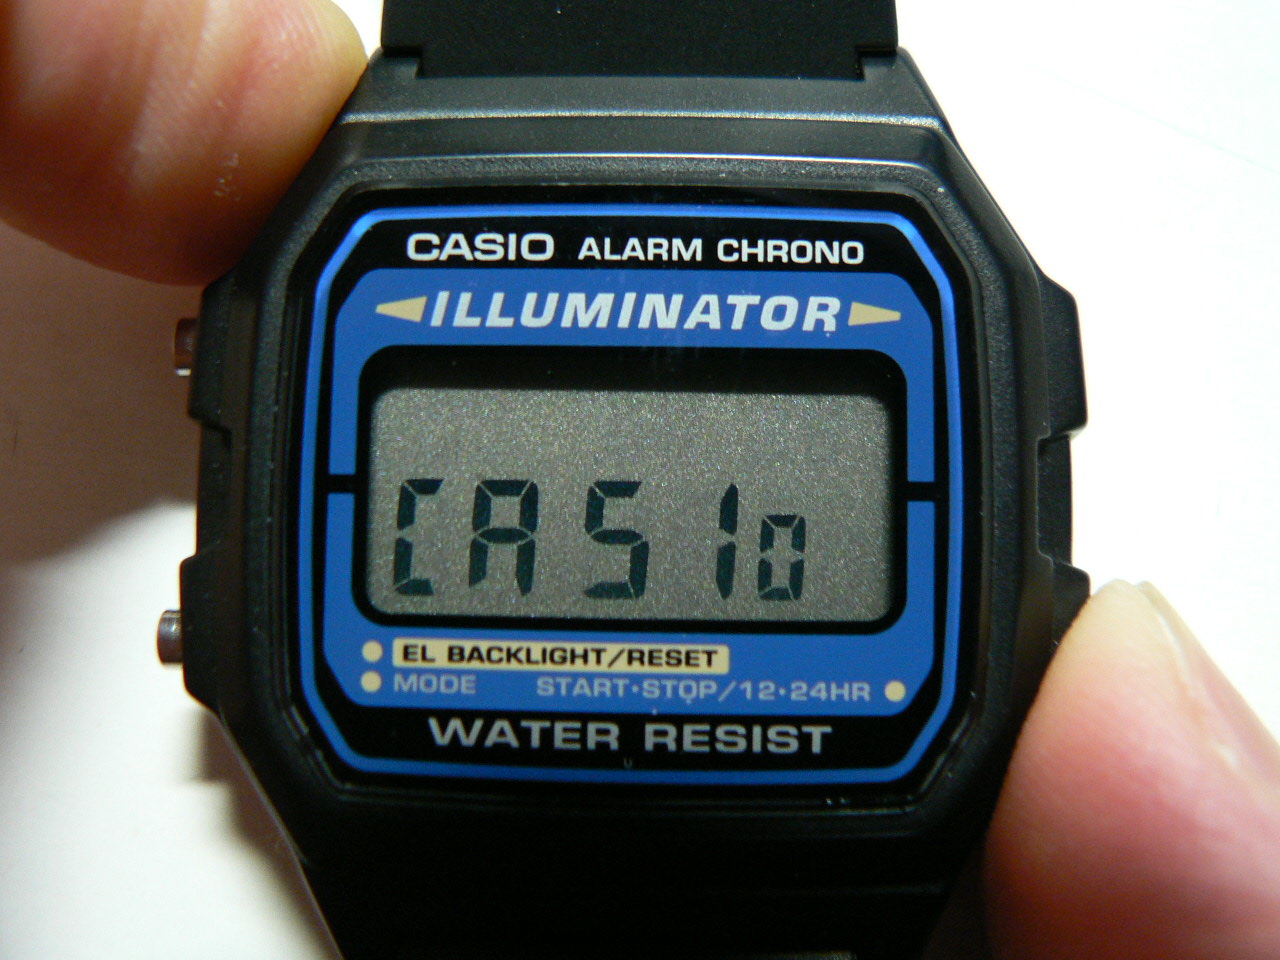 CASIO ALARM CHRONO
ILLUMINATOR
CASIo
EL BACKLIGHT/RESET
MODE START·STOP/12·24HR
WATER RESIST